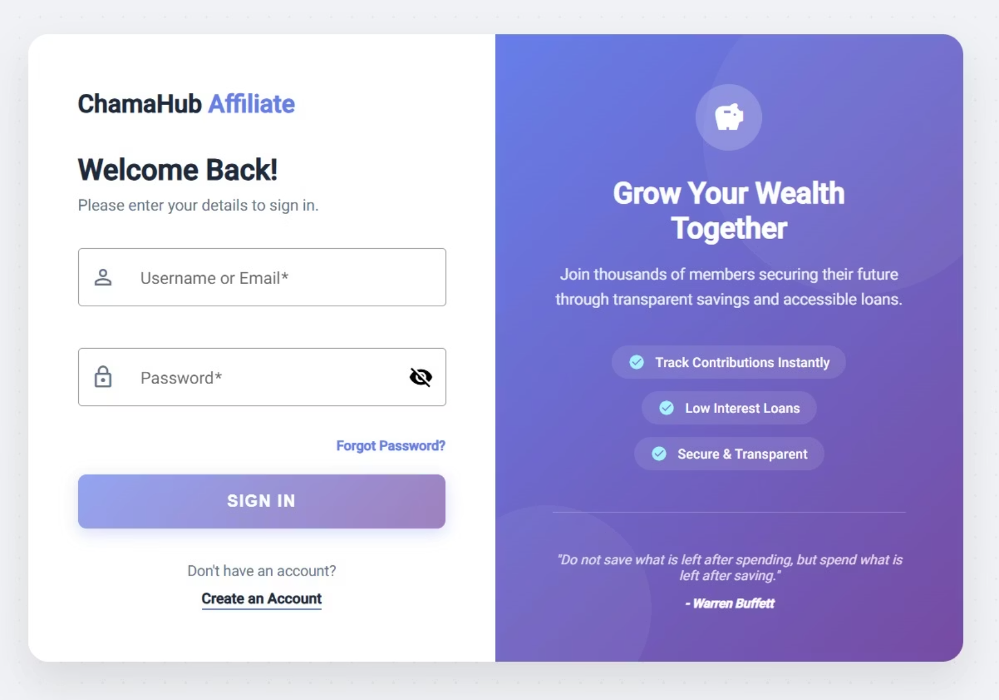 ChamaHub Affiliate
Welcome Back!
Please enter your details to sign in.
Username or Email*
Password*
Forgot Password?
SIGN IN
Don't have an account?
Create an Account
Grow Your Wealth
Together
Join thousands of members securing their future
through transparent savings and accessible loans.
Track Contributions Instantly
Low Interest Loans
Secure & Transparent
"Do not save what is left after spending, but spend what is
left after saving."
- Warren Buffett